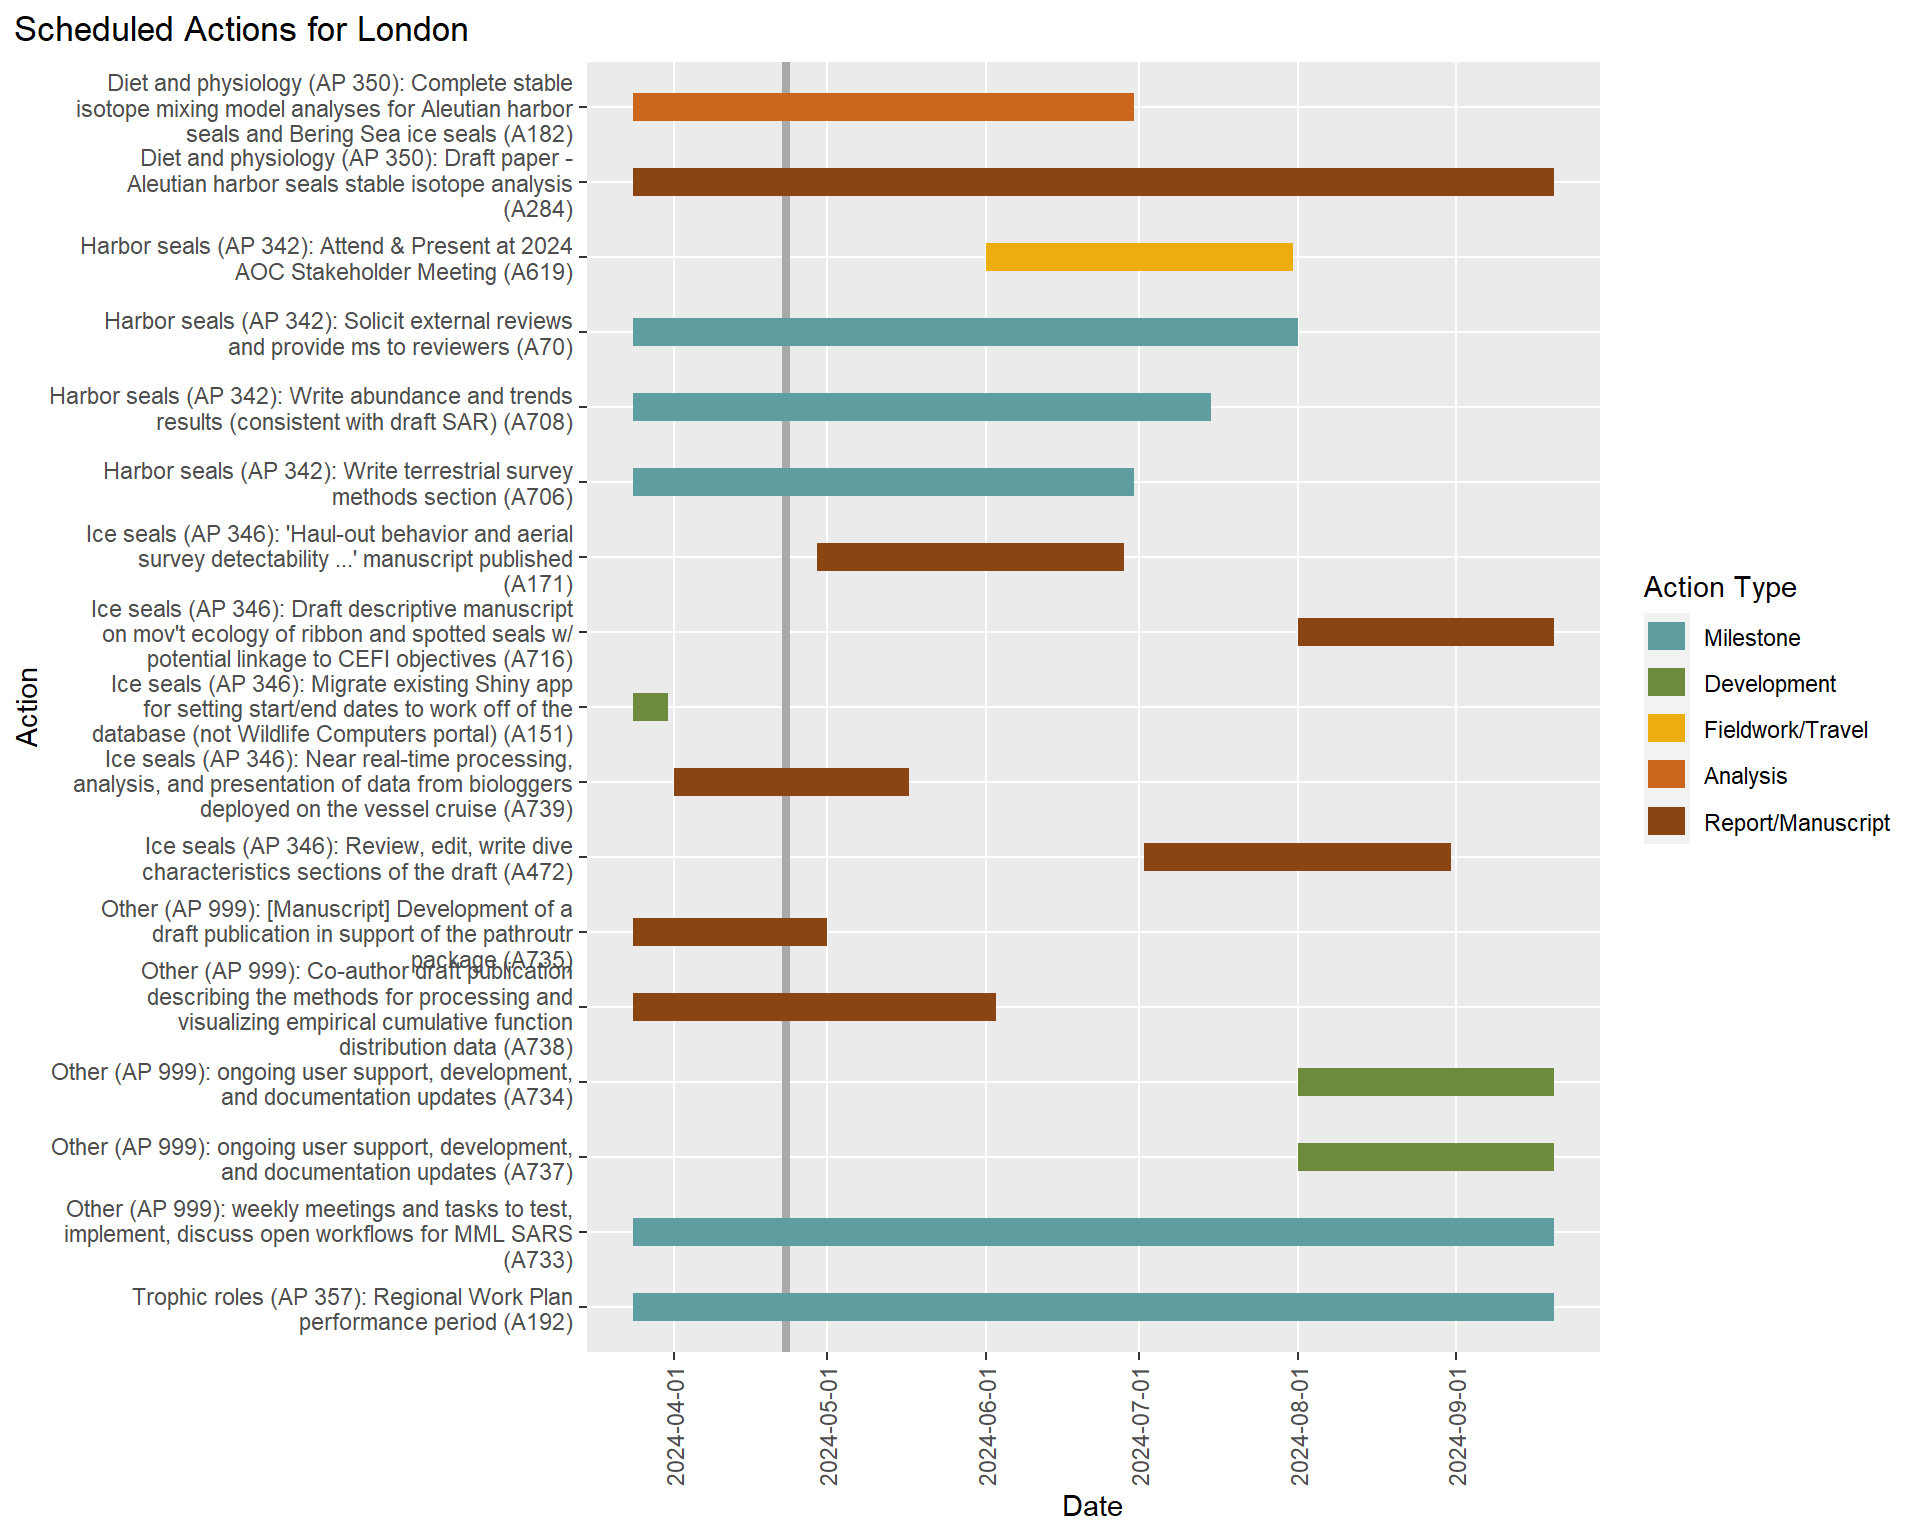 Scheduled Actions for London
Diet and physiology (AP 350): Complete stable
isotope mixing model analyses for Aleutian harbor
seals and Bering Sea ice seals (A182)
Diet and physiology (AP 350): Draft paper -
Aleutian harbor seals stable isotope analysis
(A284)
Harbor seals (AP 342): Attend & Present at 2024
AOC Stakeholder Meeting (A619)
Harbor seals (AP 342): Solicit external reviews
and provide ms to reviewers (A70)
Harbor seals (AP 342): Write abundance and trends
results (consistent with draft SAR) (A708)
Harbor seals (AP 342): Write terrestrial survey
methods section (A706)
Ice seals (AP 346): 'Haul-out behavior and aerial
survey detectability ...' manuscript published
(A171)
Ice seals (AP 346): Draft descriptive manuscript
on mov't ecology of ribbon and spotted seals w/
potential linkage to CEFI objectives (A716)
Ice seals (AP 346): Migrate existing Shiny app
for setting start/end dates to work off of the
database (not Wildlife Computers portal) (A151)
Ice seals (AP 346): Near real-time processing,
analysis, and presentation of data from biologgers
deployed on the vessel cruise (A739)
Ice seals (AP 346): Review, edit, write dive
characteristics sections of the draft (A472)
Other (AP 999): [Manuscript] Development of a
draft publication in support of the pathroutr
package (A735)
Other (AP 999): Co-author draft publication
describing the methods for processing and
visualizing empirical cumulative function
distribution data (A738)
Other (AP 999): ongoing user support, development,
and documentation updates (A734)
Other (AP 999): ongoing user support, development,
and documentation updates (A737)
Other (AP 999): weekly meetings and tasks to test,
implement, discuss open workflows for MML SARS
(A733)
Trophic roles (AP 357): Regional Work Plan
performance period (A192)
Action
2024-04-01
2024-05-01
2024-06-01
2024-07-01
2024-08-01
2024-09-01
Date
Action Type
Milestone
Development
Fieldwork/Travel
Analysis
Report/Manuscript